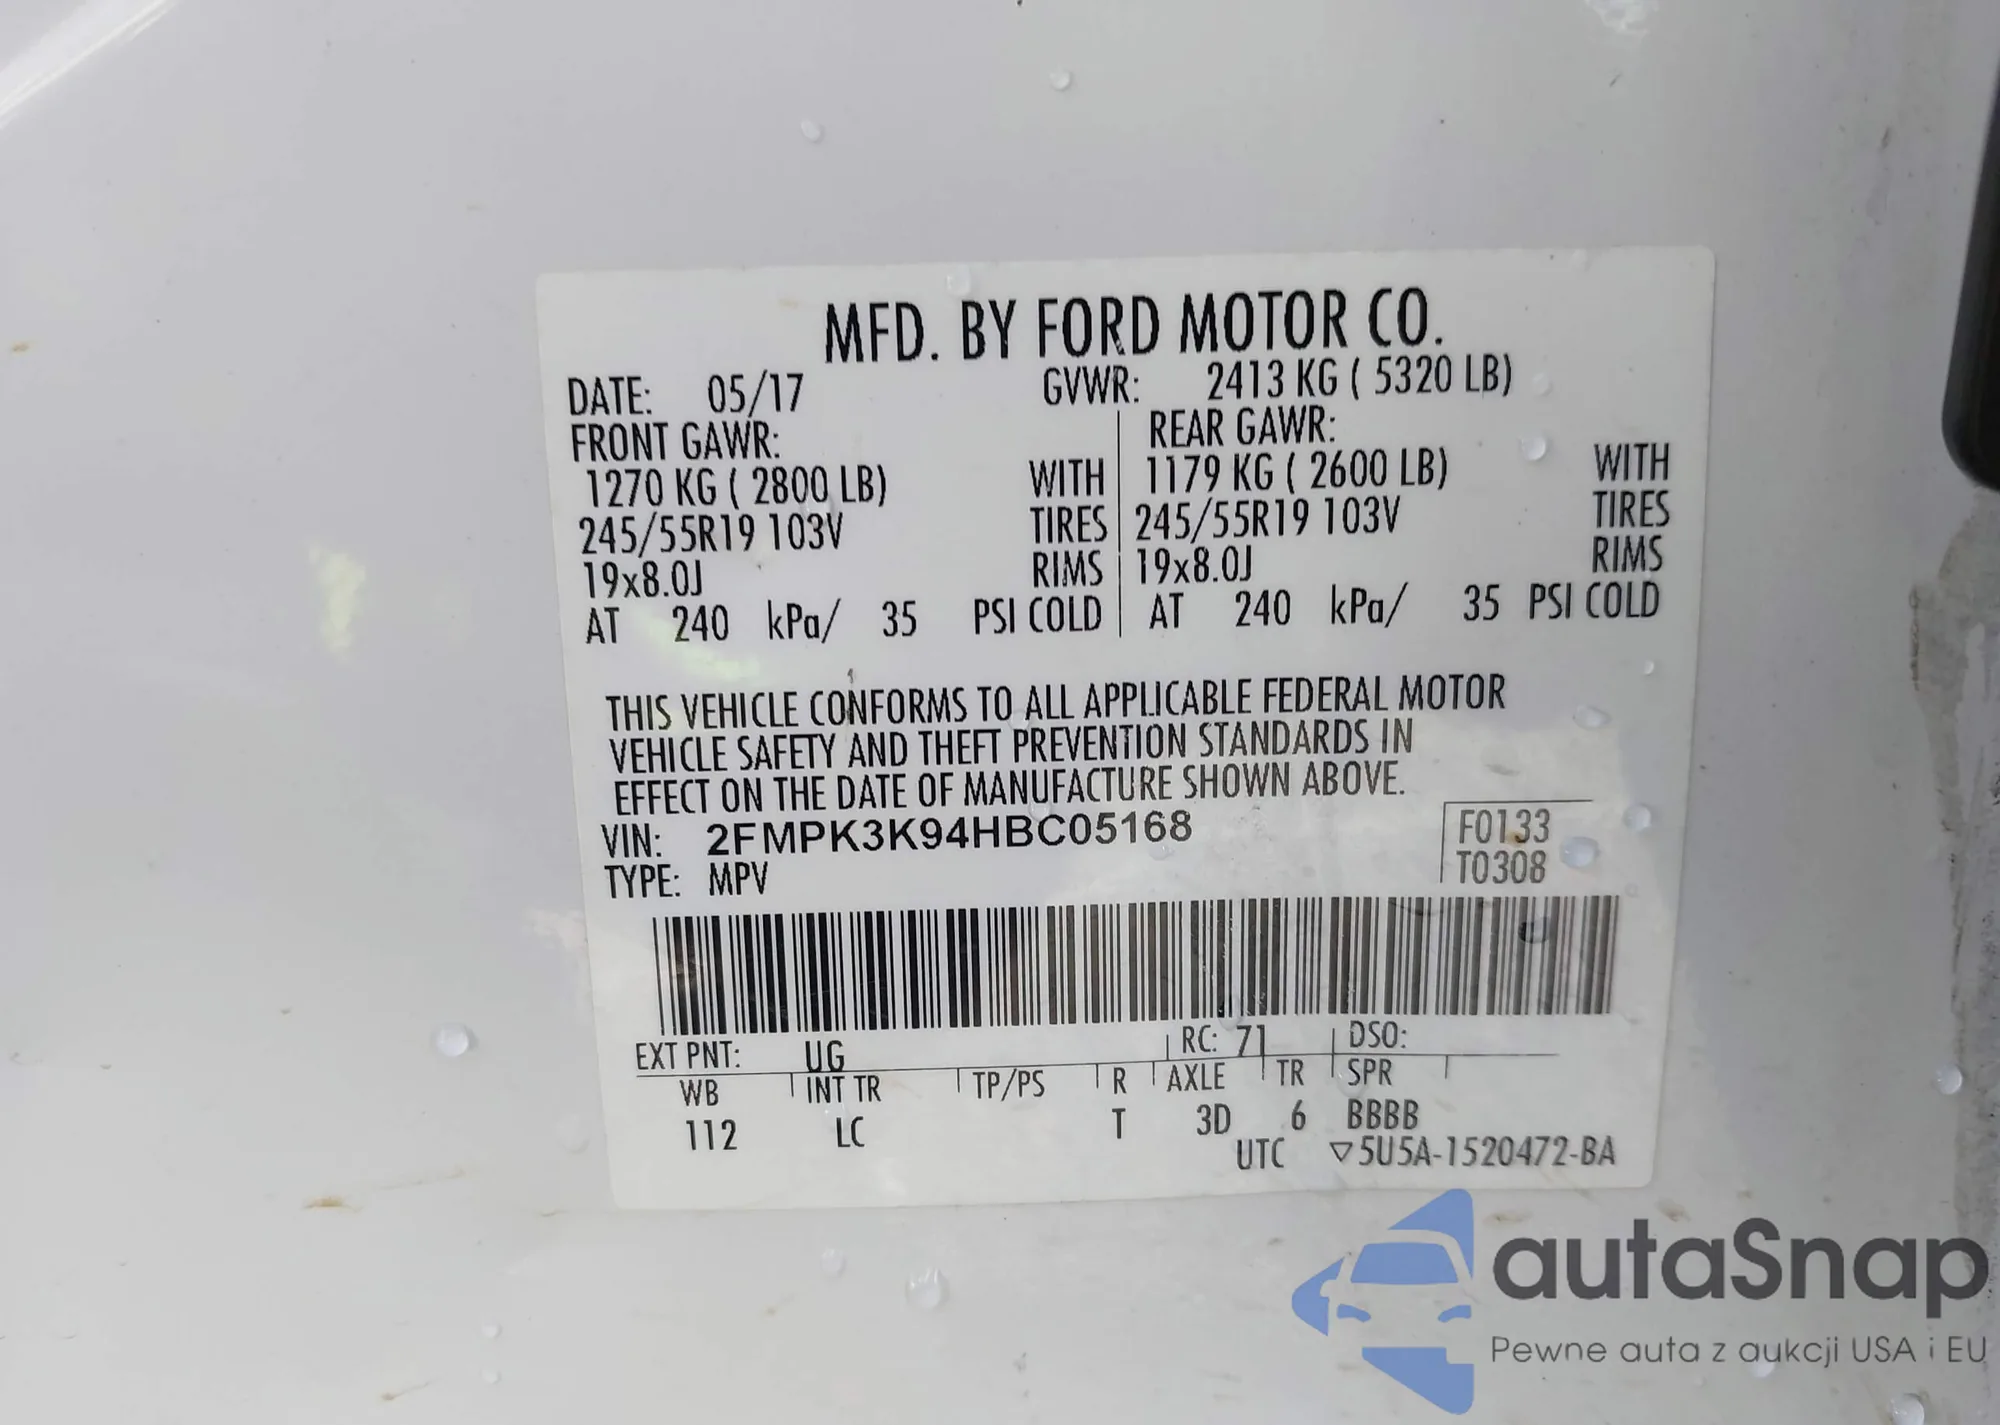 MFD. BY FORD MOTOR CO.
DATE: 05/17 GVWR: 2413 KG ( 5320 LB)
FRONT GAWR: REAR GAWR:
1270 KG ( 2800 LB) WITH 1179 KG ( 2600 LB) WITH
245/55R19 103V TIRES 245/55R19 103V TIRES
19x8.0J RIMS 19x8.0J RIMS
AT 240 kPa/ 35 PSI COLD AT 240 kPa/ 35 PSI COLD
THIS VEHICLE CONFORMS TO ALL APPLICABLE FEDERAL MOTOR
VEHICLE SAFETY AND THEFT PREVENTION STANDARDS IN
EFFECT ON THE DATE OF MANUFACTURE SHOWN ABOVE.
VIN: 2FMPK3K94HBC05168 F0133
TYPE: MPV T0308
EXT PNT: UG RC: 71 DSO:
WB INT TR TP/PS R AXLE TR SPR
112 LC T 3D 6 BBBB
UTC ▽5U5A-1520472-BA
autaSnap
Pewne auta z aukcji USA i EU